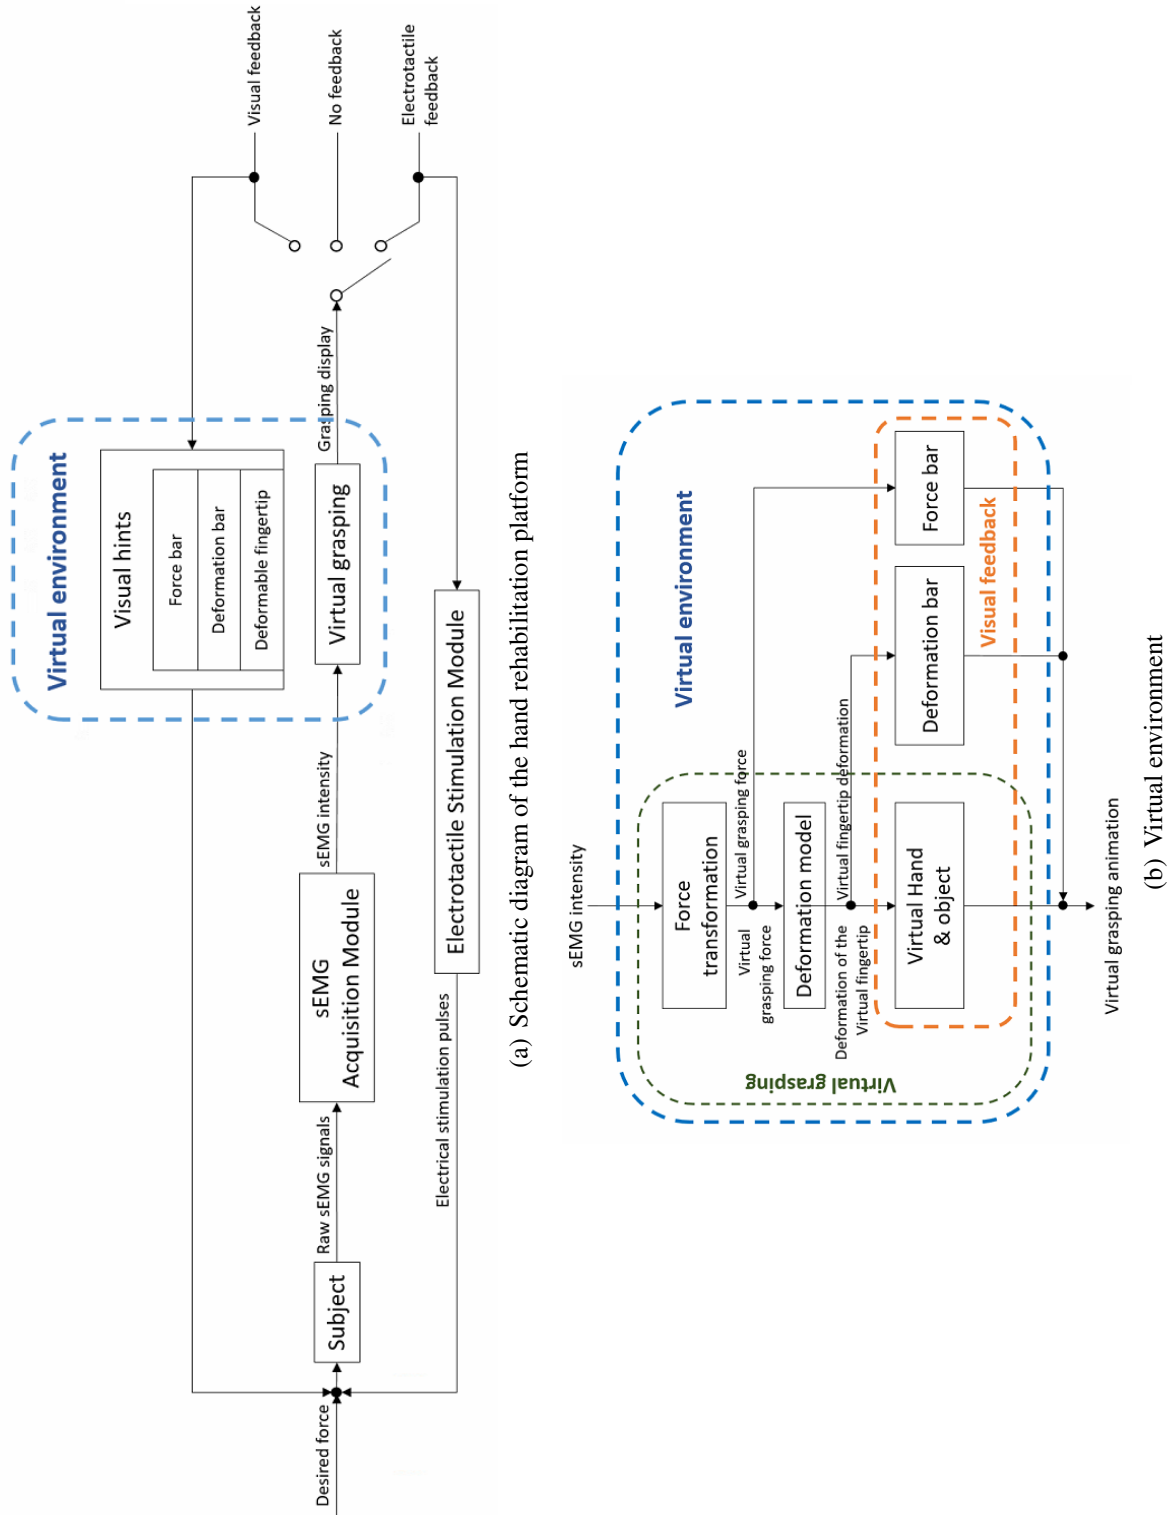 Desired force
Subject
Raw sEMG signals
sEMG
Acquisition Module
sEMG intensity
Virtual environment
Visual hints
Force bar
Deformation bar
Deformable fingertip
Virtual grasping
Grasping display
Visual feedback
No feedback
Electrotactile
feedback
Electrotactile Stimulation Module
Electrical stimulation pulses
(a) Schematic diagram of the hand rehabilitation platform
sEMG intensity
Virtual environment
Virtual grasping
Force
transformation
Virtual
grasping force
Virtual grasping force
Deformation model
Deformation of the
Virtual fingertip
Virtual fingertip deformation
Virtual Hand
& object
Deformation bar
Force bar
Visual feedback
Virtual grasping animation
(b) Virtual environment